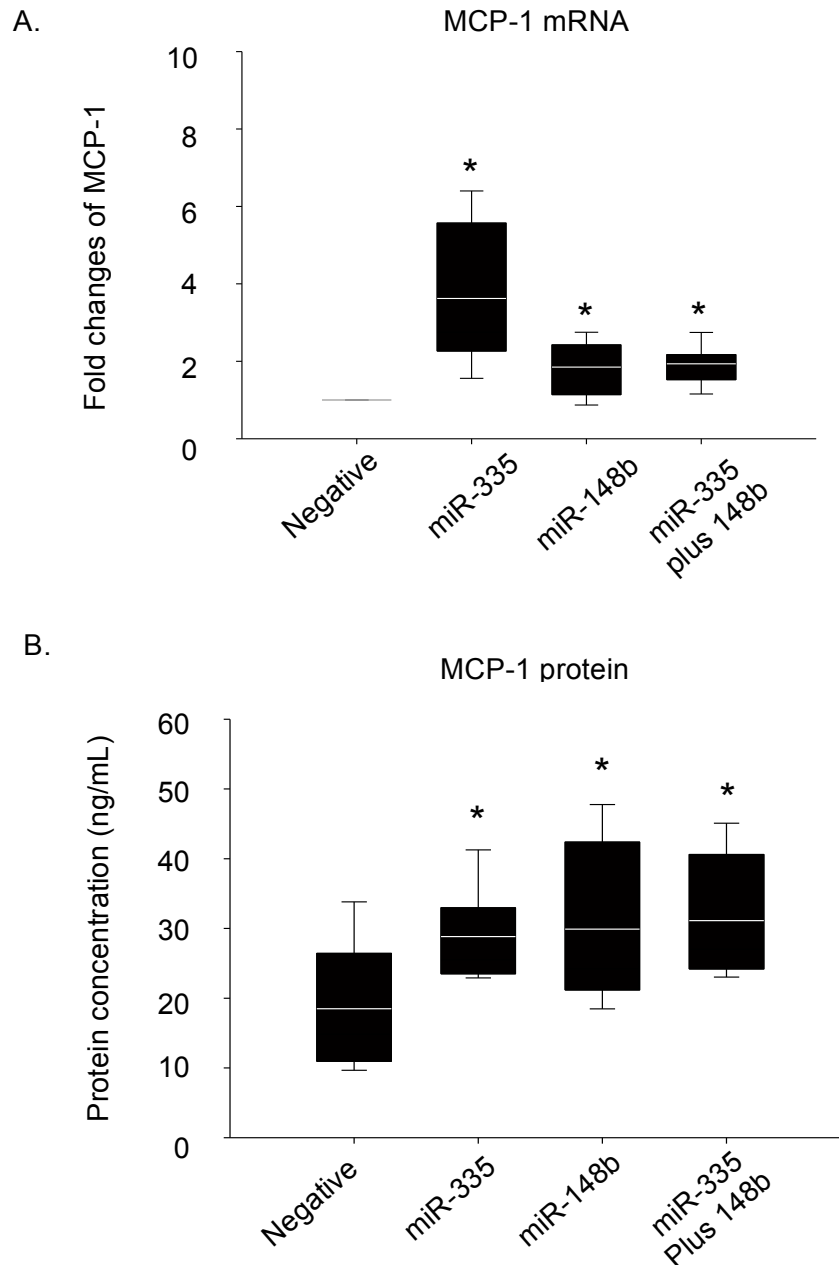 A.
MCP-1 mRNA
Fold changes of MCP-1
10
8
6
4
2
0
*
*
*
Negative
miR-335
miR-148b
miR-335
plus 148b
B.
MCP-1 protein
Protein concentration (ng/mL)
60
50
40
30
20
10
0
*
*
*
Negative
miR-335
miR-148b
miR-335
Plus 148b